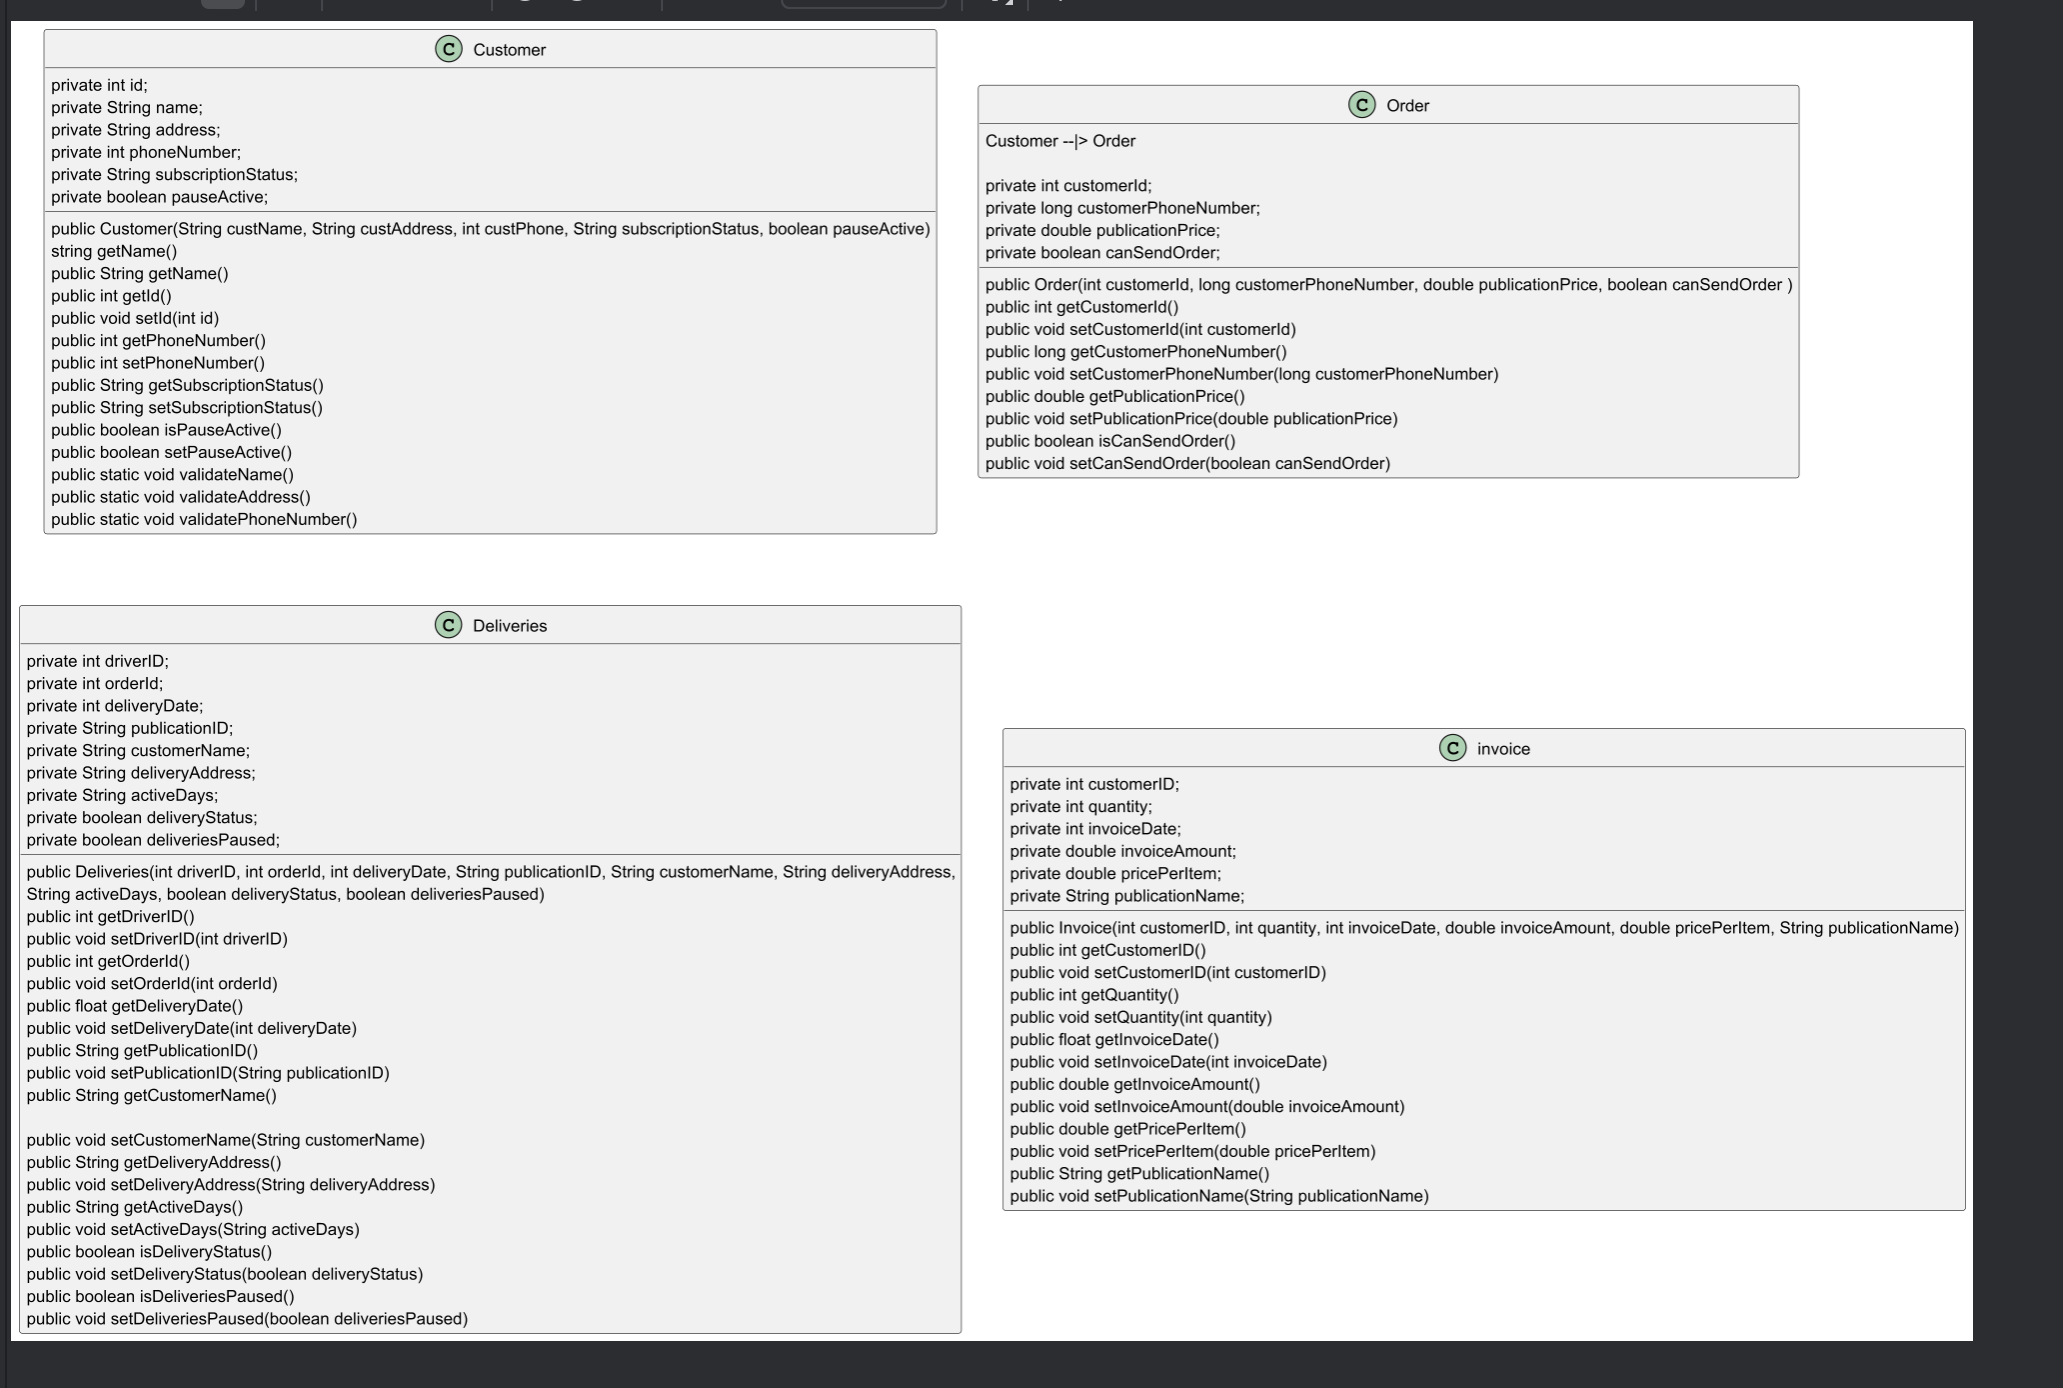 C Customer
private int id;
private String name;
private String address;
private int phoneNumber;
private String subscriptionStatus;
private boolean pauseActive;
public Customer(String custName, String custAddress, int custPhone, String subscriptionStatus, boolean pauseActive)
string getName()
public String getName()
public int getId()
public void setId(int id)
public int getPhoneNumber()
public int setPhoneNumber()
public String getSubscriptionStatus()
public String setSubscriptionStatus()
public boolean isPauseActive()
public boolean setPauseActive()
public static void validateName()
public static void validateAddress()
public static void validatePhoneNumber()
C Order
Customer --|> Order
private int customerId;
private long customerPhoneNumber;
private double publicationPrice;
private boolean canSendOrder;
public Order(int customerId, long customerPhoneNumber, double publicationPrice, boolean canSendOrder )
public int getCustomerId()
public void setCustomerId(int customerId)
public long getCustomerPhoneNumber()
public void setCustomerPhoneNumber(long customerPhoneNumber)
public double getPublicationPrice()
public void setPublicationPrice(double publicationPrice)
public boolean isCanSendOrder()
public void setCanSendOrder(boolean canSendOrder)
C Deliveries
private int driverID;
private int orderId;
private int deliveryDate;
private String publicationID;
private String customerName;
private String deliveryAddress;
private String activeDays;
private boolean deliveryStatus;
private boolean deliveriesPaused;
public Deliveries(int driverID, int orderId, int deliveryDate, String publicationID, String customerName, String deliveryAddress,
String activeDays, boolean deliveryStatus, boolean deliveriesPaused)
public int getDriverID()
public void setDriverID(int driverID)
public int getOrderId()
public void setOrderId(int orderId)
public float getDeliveryDate()
public void setDeliveryDate(int deliveryDate)
public String getPublicationID()
public void setPublicationID(String publicationID)
public String getCustomerName()
public void setCustomerName(String customerName)
public String getDeliveryAddress()
public void setDeliveryAddress(String deliveryAddress)
public String getActiveDays()
public void setActiveDays(String activeDays)
public boolean isDeliveryStatus()
public void setDeliveryStatus(boolean deliveryStatus)
public boolean isDeliveriesPaused()
public void setDeliveriesPaused(boolean deliveriesPaused)
C invoice
private int customerID;
private int quantity;
private int invoiceDate;
private double invoiceAmount;
private double pricePerItem;
private String publicationName;
public Invoice(int customerID, int quantity, int invoiceDate, double invoiceAmount, double pricePerItem, String publicationName)
public int getCustomerID()
public void setCustomerID(int customerID)
public int getQuantity()
public void setQuantity(int quantity)
public float getInvoiceDate()
public void setInvoiceDate(int invoiceDate)
public double getInvoiceAmount()
public void setInvoiceAmount(double invoiceAmount)
public double getPricePerItem()
public void setPricePerItem(double pricePerItem)
public String getPublicationName()
public void setPublicationName(String publicationName)